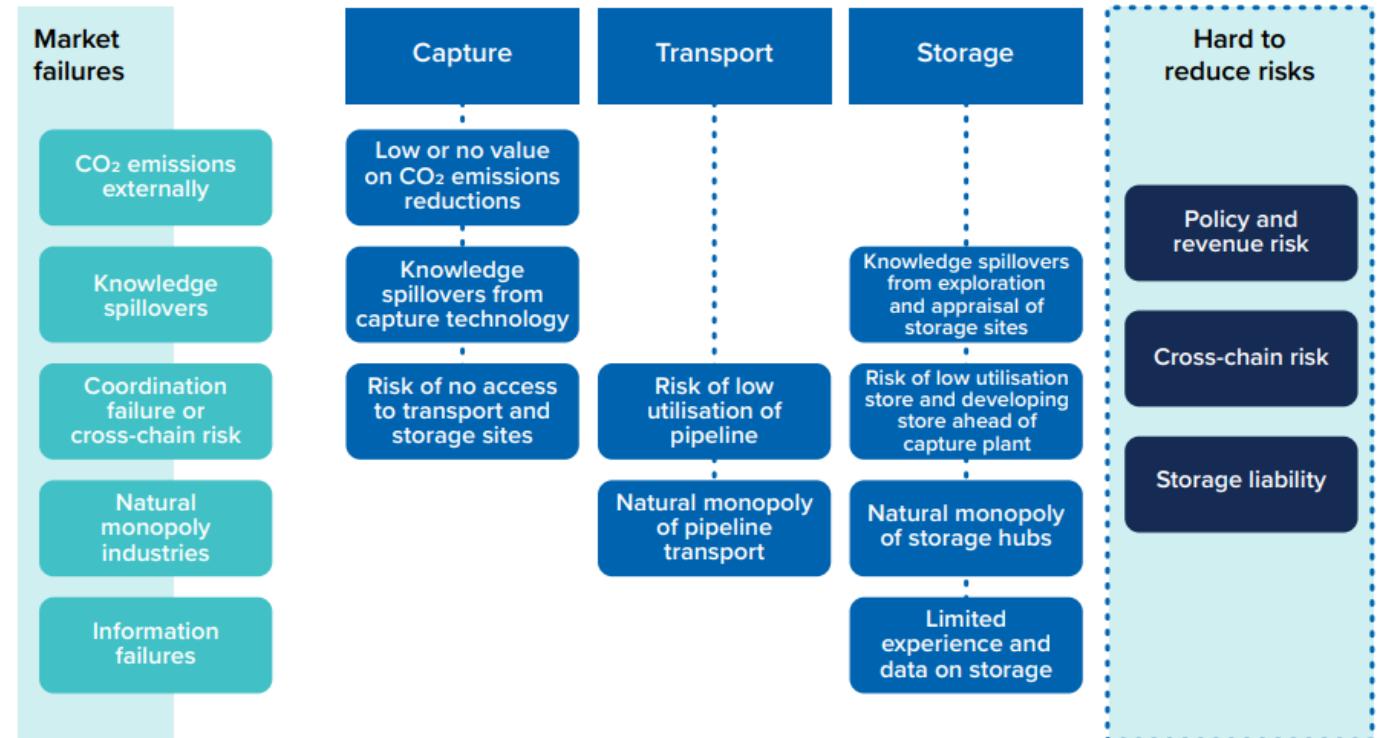 Market
failures
Capture
Transport
Storage
Hard to
reduce risks
CO₂ emissions
externally
Low or no value
on CO₂ emissions
reductions
Policy and
revenue risk
Knowledge
spillovers
Knowledge
spillovers from
capture technology
Knowledge spillovers
from exploration
and appraisal of
storage sites
Cross-chain risk
Coordination
failure or
cross-chain risk
Risk of no access
to transport and
storage sites
Risk of low
utilisation of
pipeline
Risk of low utilisation
store and developing
store ahead of
capture plant
Storage liability
Natural
monopoly
industries
Natural monopoly
of pipeline
transport
Natural monopoly
of storage hubs
Information
failures
Limited
experience and
data on storage